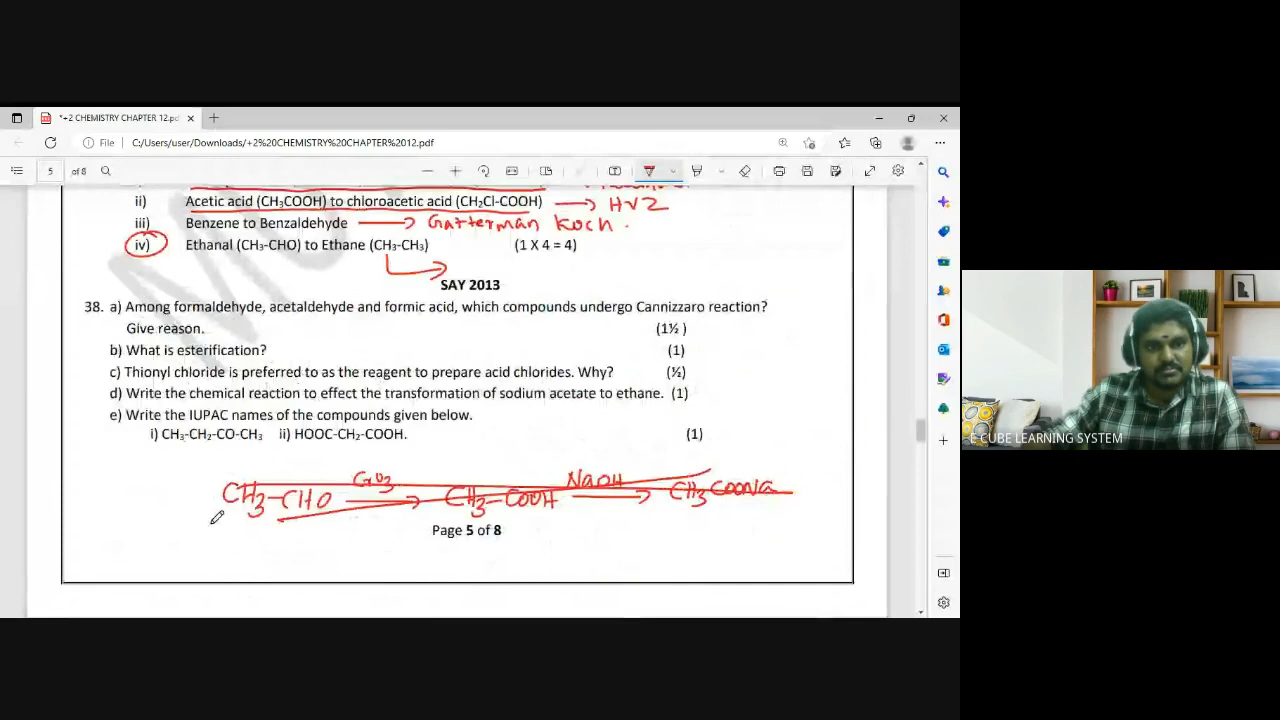 *+2 CHEMISTRY CHAPTER 12.pd
File C:/Users/user/Downloads/+2%20CHEMISTRY%20CHAPTER%2012.pdf
5 of 8
ii) Acetic acid (CH₃COOH) to chloroacetic acid (CH₂Cl-COOH) → HVZ
iii) Benzene to Benzaldehyde → Gatterman Koch.
iv) Ethanal (CH₃-CHO) to Ethane (CH₃-CH₃) (1 X 4 = 4)
SAY 2013
38. a) Among formaldehyde, acetaldehyde and formic acid, which compounds undergo Cannizzaro reaction?
Give reason. (1½ )
b) What is esterification? (1)
c) Thionyl chloride is preferred to as the reagent to prepare acid chlorides. Why? (½)
d) Write the chemical reaction to effect the transformation of sodium acetate to ethane. (1)
e) Write the IUPAC names of the compounds given below.
i) CH₃-CH₂-CO-CH₃ ii) HOOC-CH₂-COOH. (1)
CrO₃ NaOH
CH₃-CHO → CH₃-COOH → CH₃COONa
Page 5 of 8
E CUBE LEARNING SYSTEM